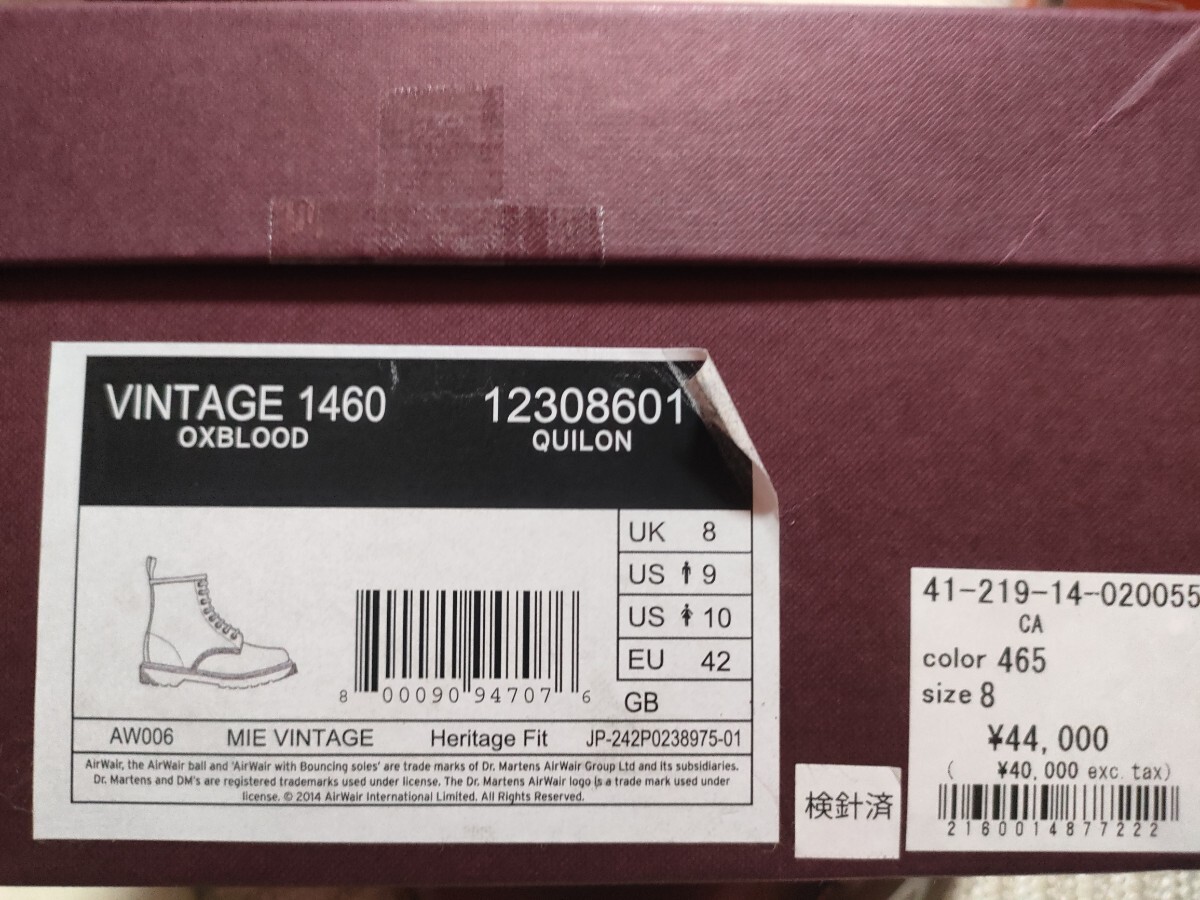 VINTAGE 1460
OXBLOOD
12308601
QUILON
UK 8
US 9
US 10
EU 42
GB
8 00090 94707 6
AW006 MIE VINTAGE Heritage Fit JP-242P0238975-01
AirWair, the AirWair ball and 'AirWair with Bouncing soles' are trade marks of Dr. Martens AirWair Group Ltd and its subsidiaries.
Dr. Martens and DM's are registered trademarks used under license. The Dr. Martens AirWair logo is a trade mark used under
license. © 2014 AirWair International Limited. All Rights Reserved.
検針済
41-219-14-020055
CA
color 465
size 8
¥44,000
( ¥40,000 exc. tax)
2160014877222